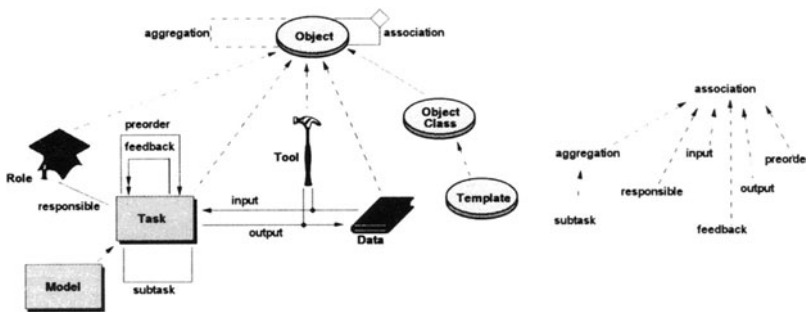 aggregation
Object
association
Object
Class
Template
Tool
Role
preorder
feedback
responsible
Task
input
output
Data
Model
subtask
association
aggregation
input
preorder
responsible
output
subtask
feedback